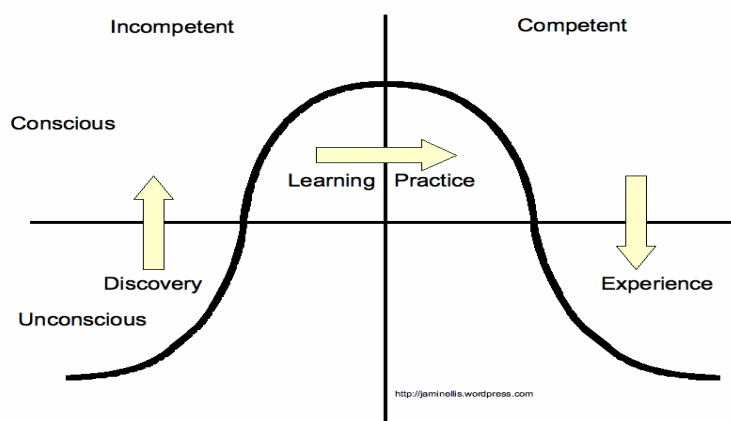 Incompetent
Competent
Conscious
Learning
Practice
Discovery
Experience
Unconscious
http://jaminellis.wordpress.com